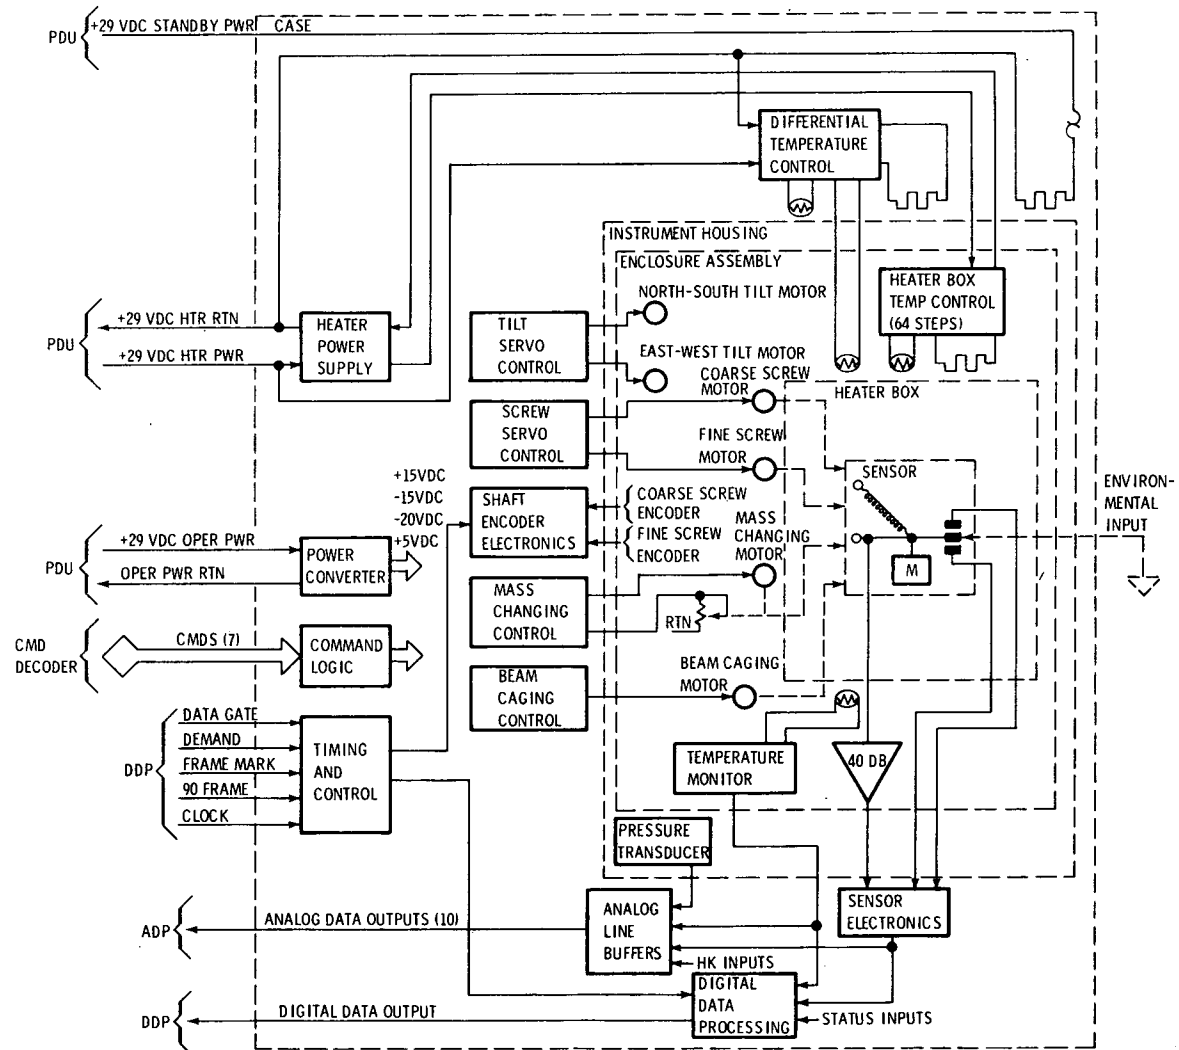 PDU
+29 VDC STANDBY PWR
CASE
DIFFERENTIAL
TEMPERATURE
CONTROL
INSTRUMENT HOUSING
ENCLOSURE ASSEMBLY
NORTH-SOUTH TILT MOTOR
HEATER BOX
TEMP CONTROL
(64 STEPS)
PDU
+29 VDC HTR RTN
+29 VDC HTR PWR
HEATER
POWER
SUPPLY
TILT
SERVO
CONTROL
EAST-WEST TILT MOTOR
COARSE SCREW
MOTOR
HEATER BOX
SCREW
SERVO
CONTROL
FINE SCREW
MOTOR
SENSOR
ENVIRON-
MENTAL
INPUT
+15VDC
-15VDC
-20VDC
+5VDC
SHAFT
ENCODER
ELECTRONICS
COARSE SCREW
ENCODER
FINE SCREW
ENCODER
MASS
CHANGING
MOTOR
M
PDU
+29 VDC OPER PWR
OPER PWR RTN
POWER
CONVERTER
MASS
CHANGING
CONTROL
RTN
CMD
DECODER
CMDS (7)
COMMAND
LOGIC
BEAM
CAGING
CONTROL
BEAM CAGING
MOTOR
DDP
DATA GATE
DEMAND
FRAME MARK
90 FRAME
CLOCK
TIMING
AND
CONTROL
TEMPERATURE
MONITOR
40 DB
PRESSURE
TRANSDUCER
SENSOR
ELECTRONICS
ADP
ANALOG DATA OUTPUTS (10)
ANALOG
LINE
BUFFERS
HK INPUTS
DDP
DIGITAL DATA OUTPUT
DIGITAL
DATA
PROCESSING
STATUS INPUTS